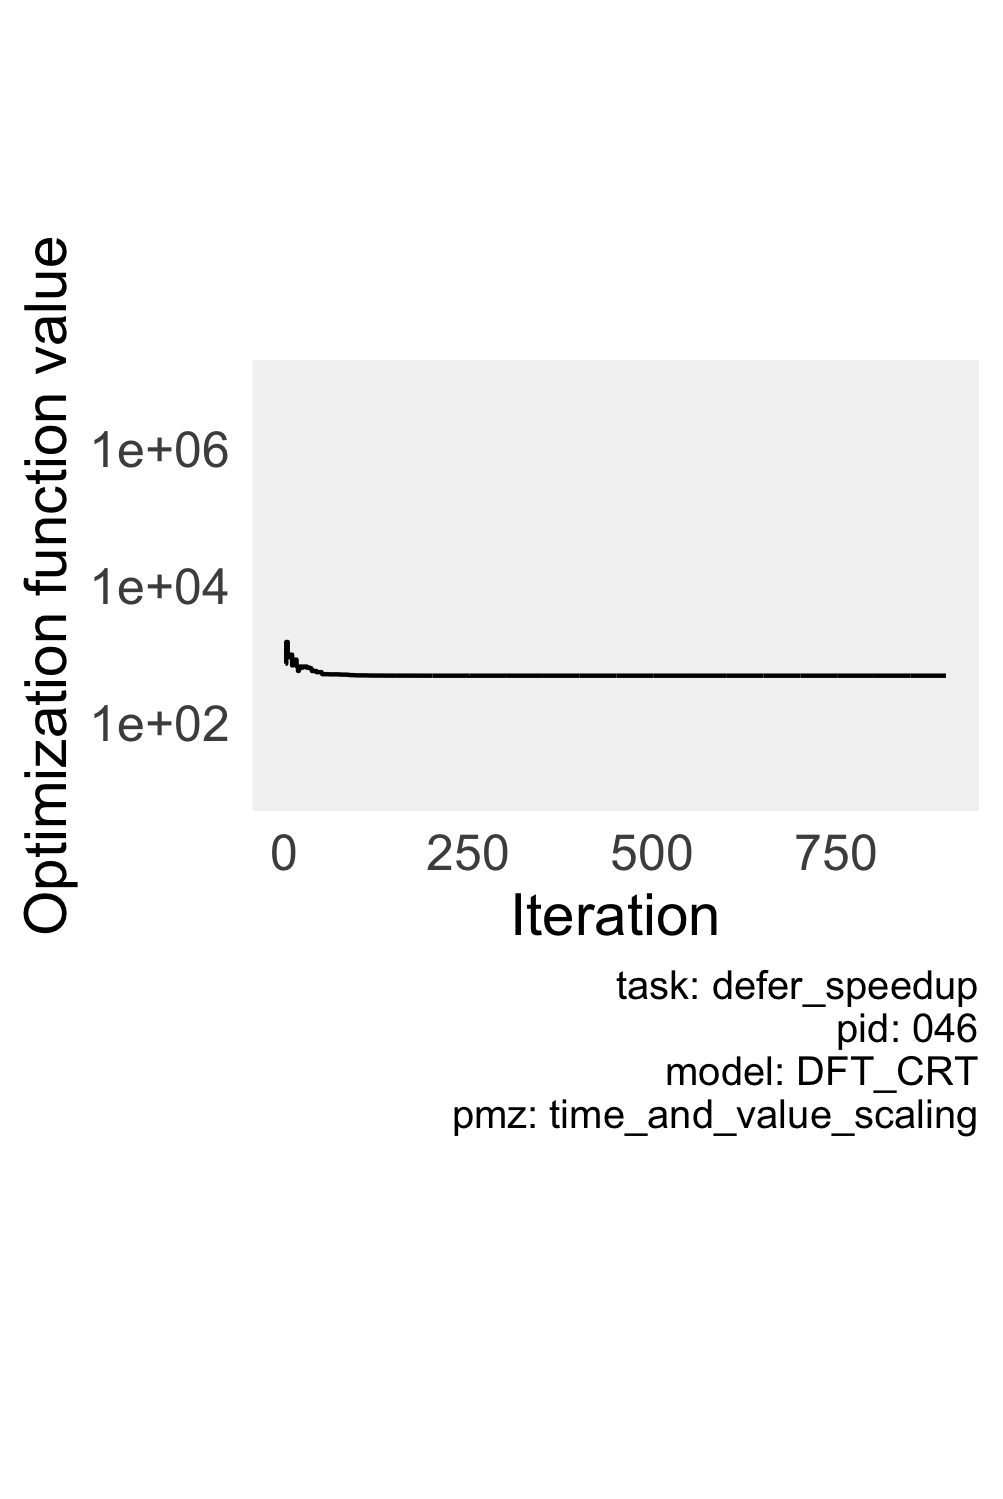 Optimization function value
1e+06
1e+04
1e+02
0 250 500 750
Iteration
task: defer_speedup
pid: 046
model: DFT_CRT
pmz: time_and_value_scaling